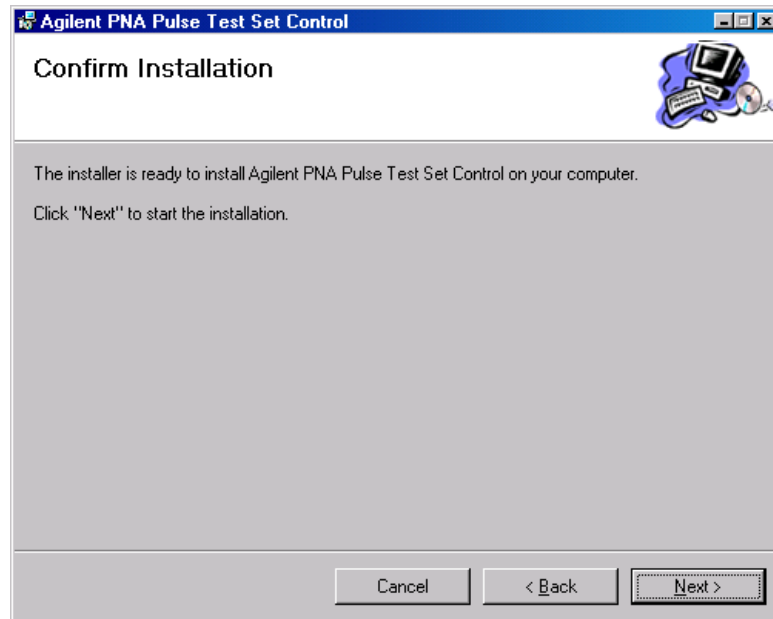 Agilent PNA Pulse Test Set Control
Confirm Installation
The installer is ready to install Agilent PNA Pulse Test Set Control on your computer.
Click "Next" to start the installation.
Cancel
< Back
Next >